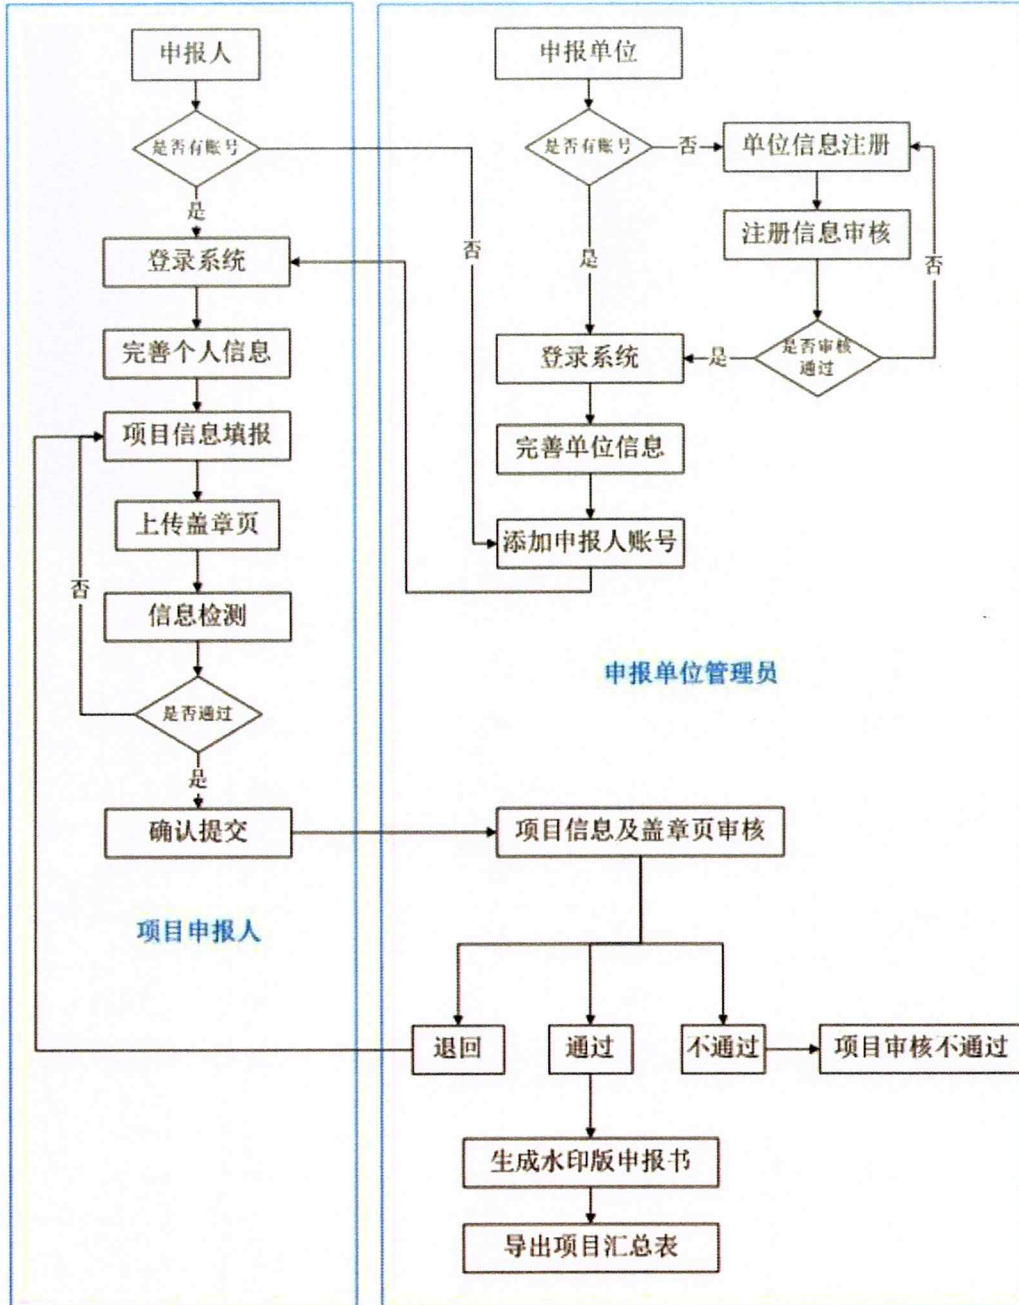 申报人
是否有账号
是
否
登录系统
完善个人信息
项目信息填报
上传盖章页
否
信息检测
是否通过
是
确认提交
项目申报人
申报单位
是否有账号
否
单位信息注册
注册信息审核
否
是
是否审核
通过
是
登录系统
完善单位信息
添加申报人账号
申报单位管理员
项目信息及盖章页审核
退回
通过
不通过
项目审核不通过
生成水印版申报书
导出项目汇总表